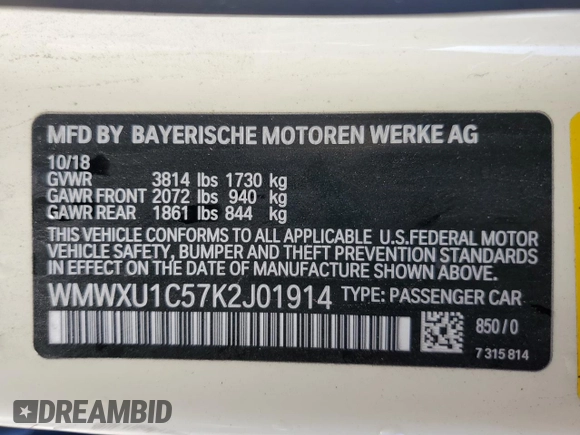 MFD BY BAYERISCHE MOTOREN WERKE AG
10/18
GVWR 3814 lbs 1730 kg
GAWR FRONT 2072 lbs 940 kg
GAWR REAR 1861 lbs 844 kg
THIS VEHICLE CONFORMS TO ALL APPLICABLE U.S.FEDERAL MOTOR
VEHICLE SAFETY, BUMPER AND THEFT PREVENTION STANDARDS
IN EFFECT ON THE DATE OF MANUFACTURE SHOWN ABOVE.
WMWXU1C57K2J01914 TYPE: PASSENGER CAR
850/0
7 315 814
DREAMBID